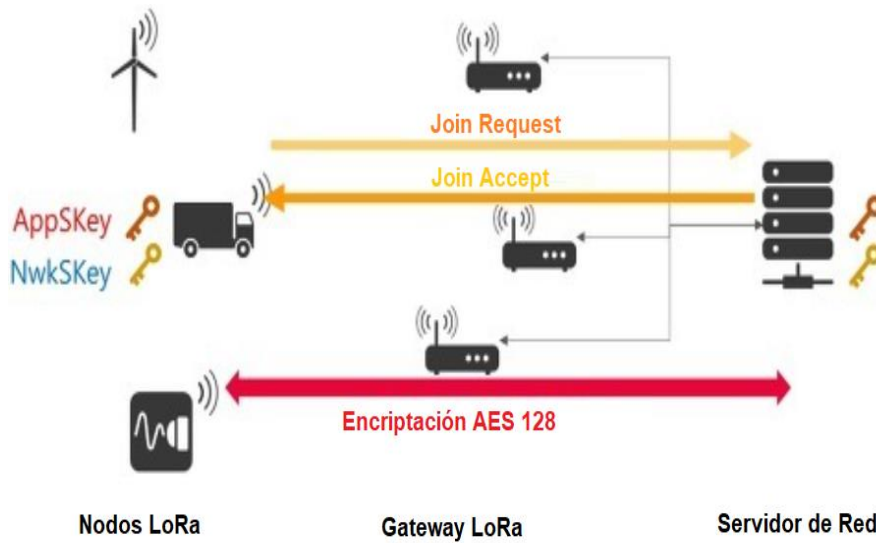 Join Request
Join Accept
AppSKey
NwkSKey
Encriptación AES 128
Nodos LoRa
Gateway LoRa
Servidor de Red